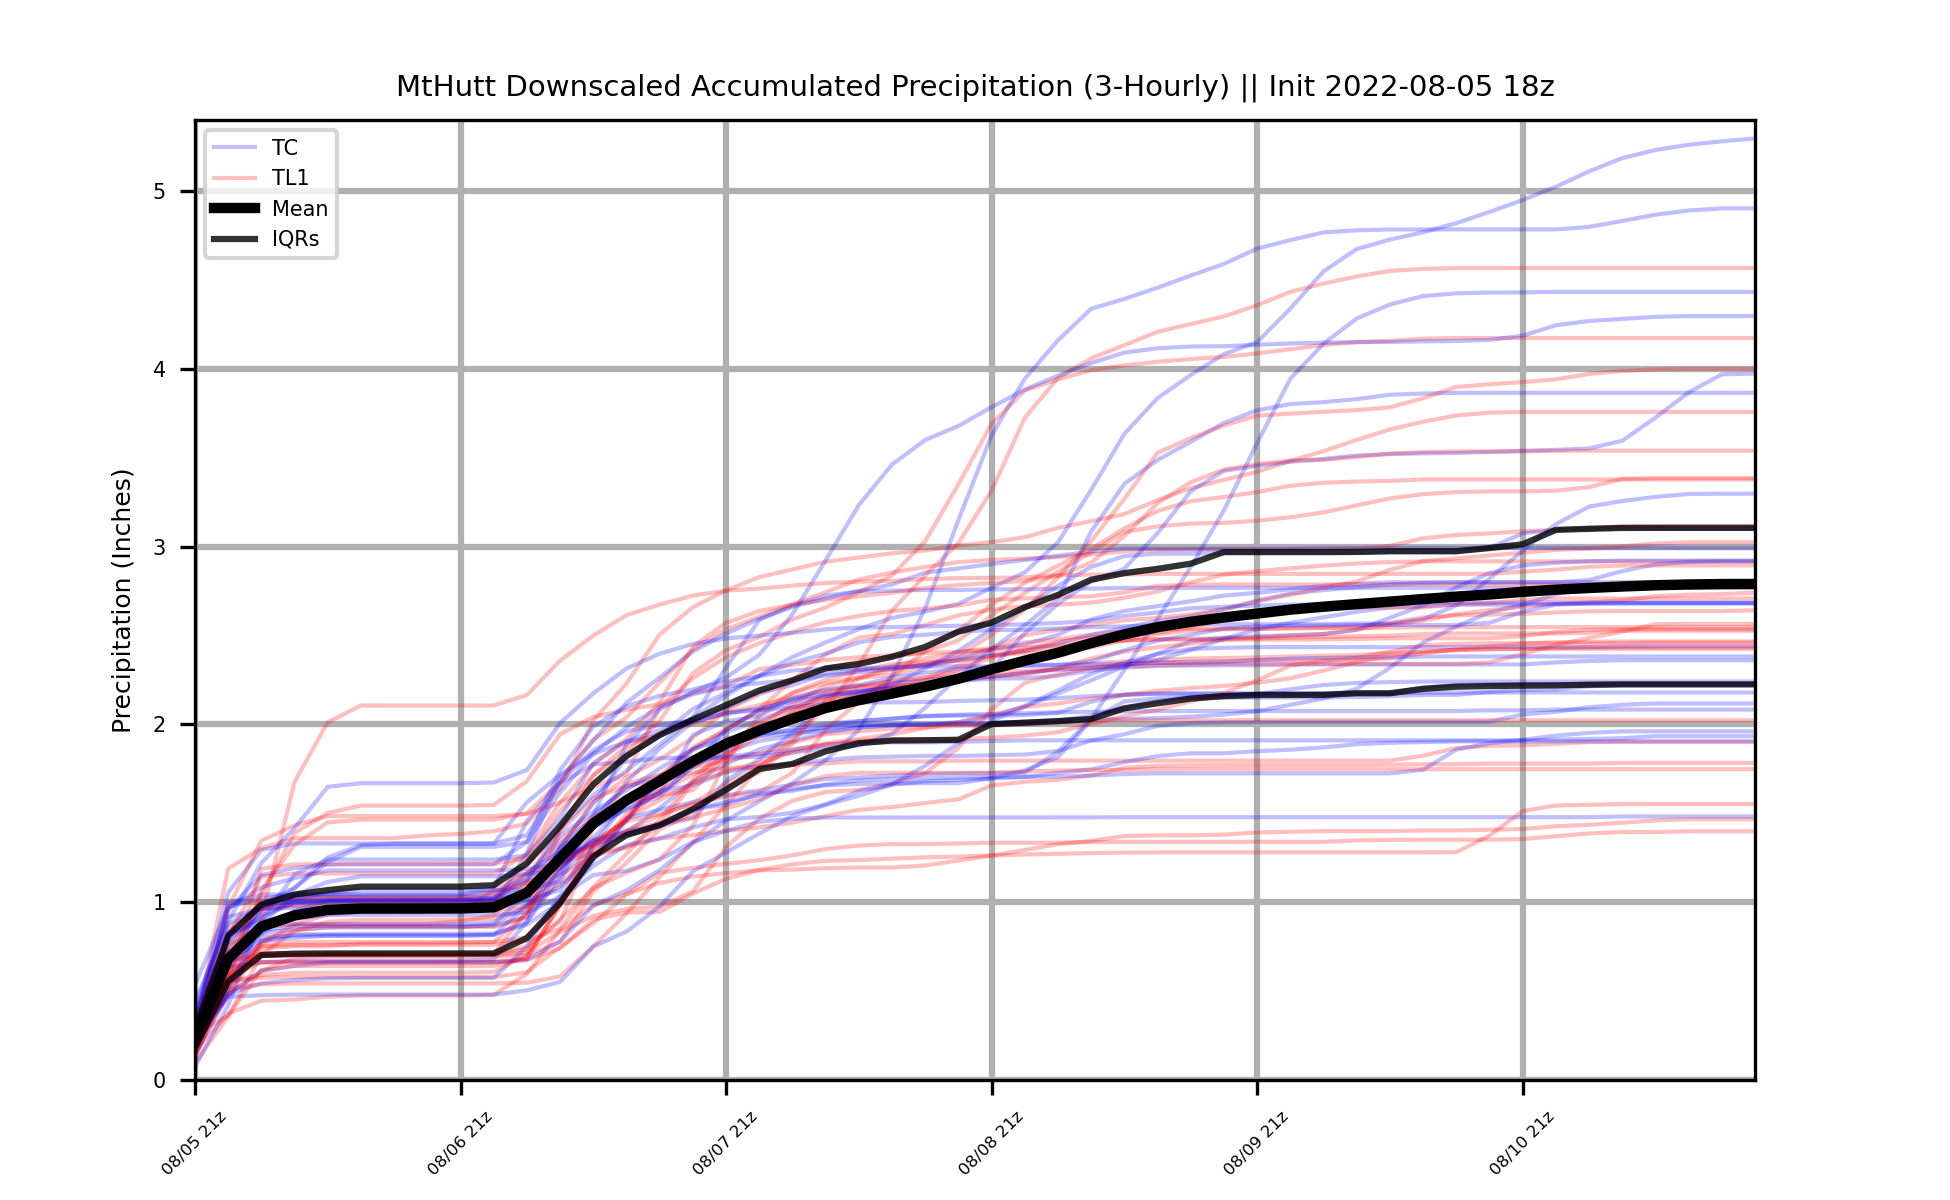 MtHutt Downscaled Accumulated Precipitation (3-Hourly) || Init 2022-08-05 18z
TC
TL1
Mean
IQRs
Precipitation (Inches)
5
4
3
2
1
0
08/05 21z
08/06 21z
08/07 21z
08/08 21z
08/09 21z
08/10 21z